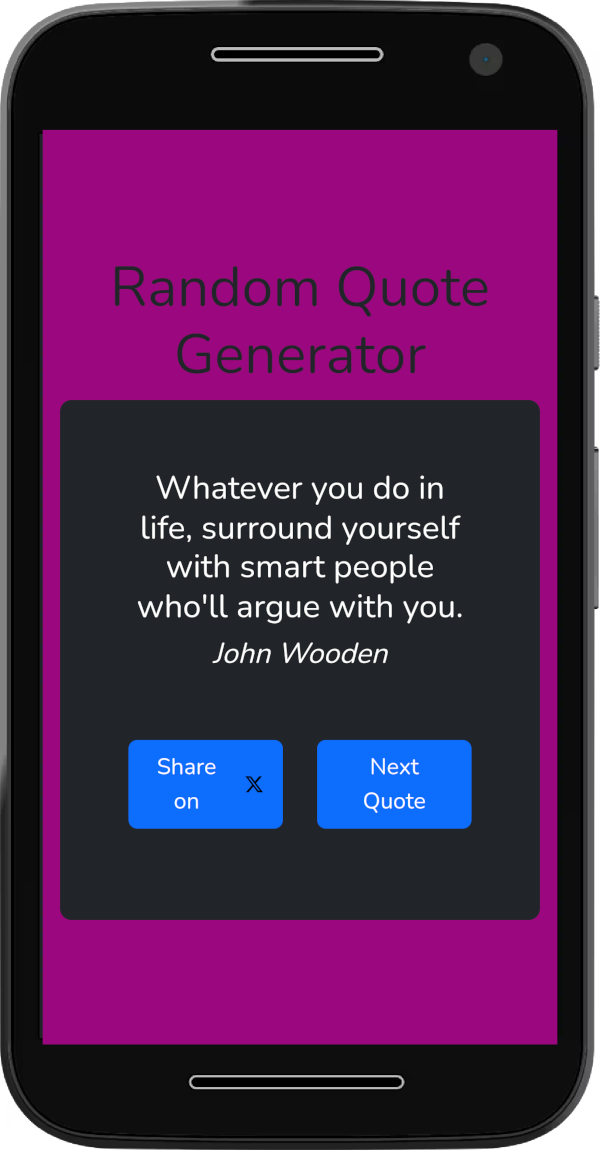 Random Quote
Generator
Whatever you do in
life, surround yourself
with smart people
who'll argue with you.
John Wooden
Share
on 𝕏
Next
Quote